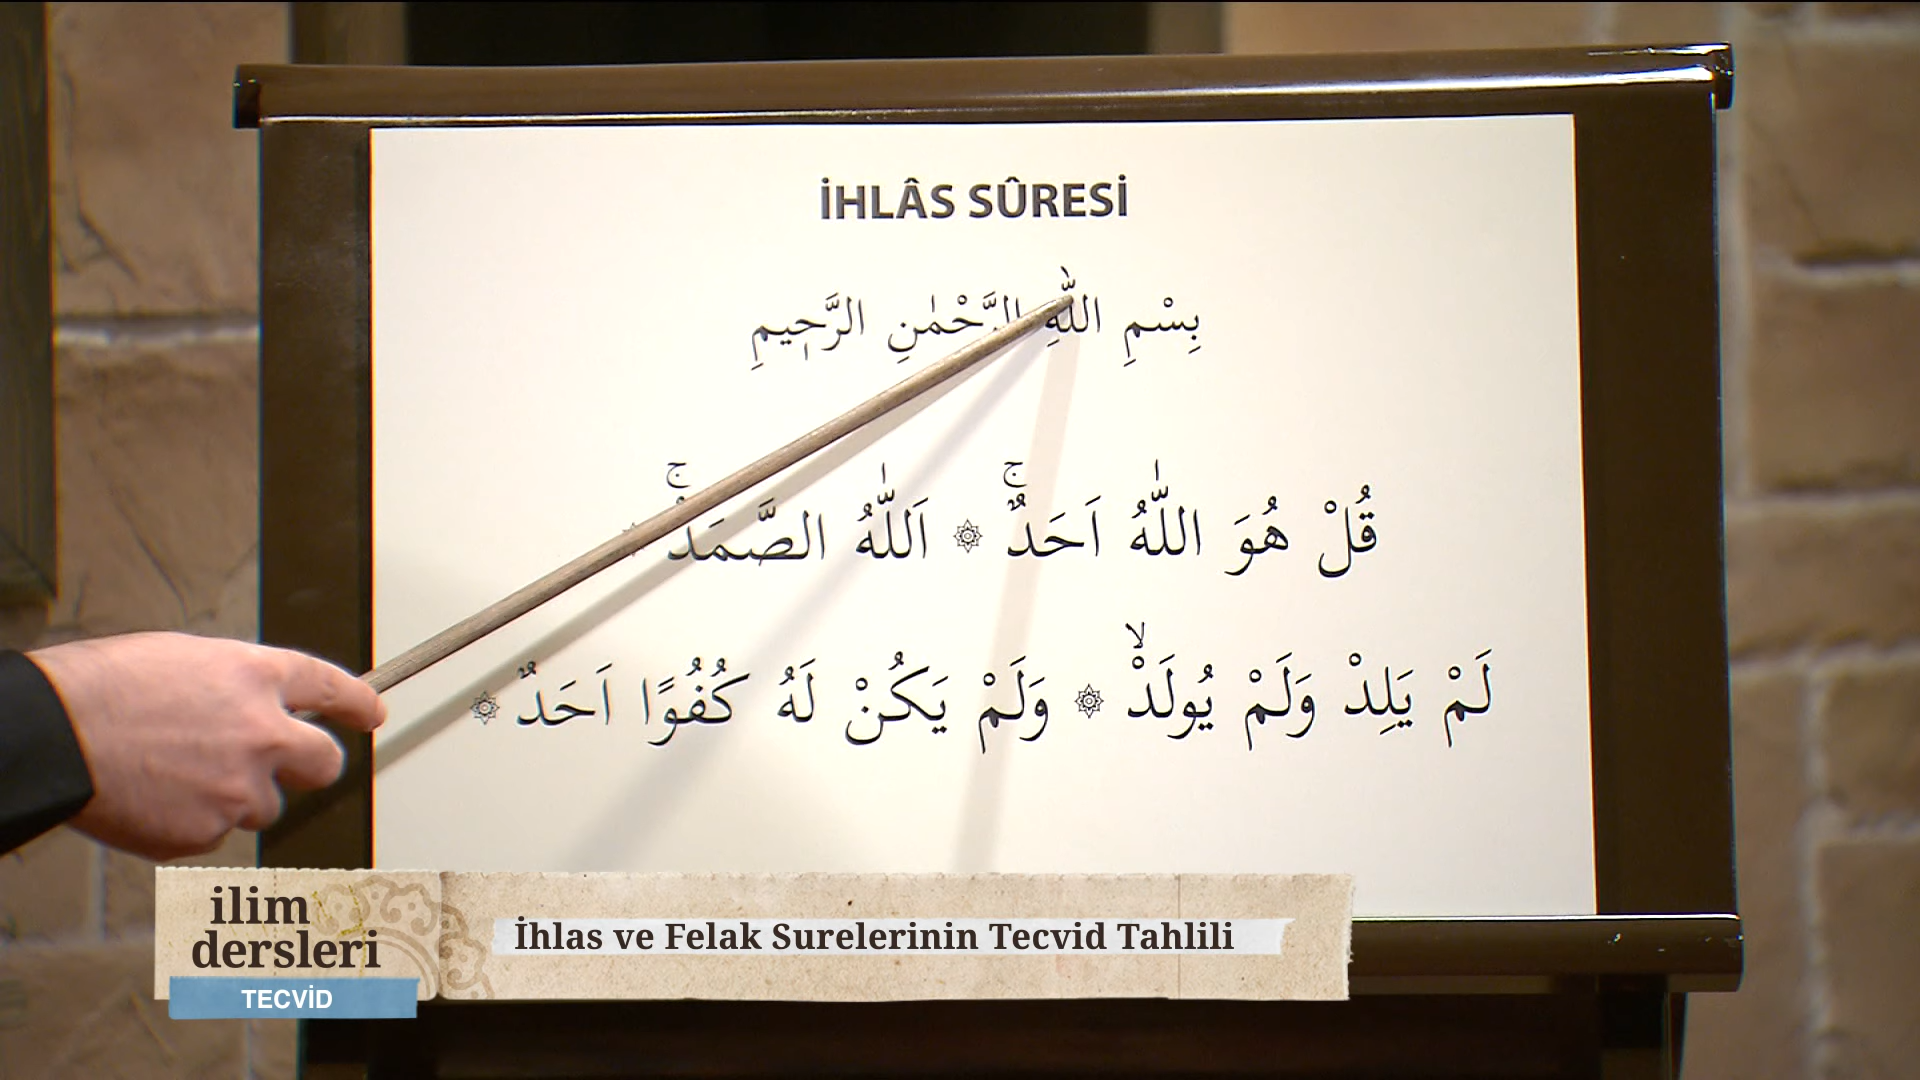 İHLÂS SÛRESİ
بِسْمِ اللّٰهِ الرَّحْمٰنِ الرَّح۪يمِ
قُلْ هُوَ اللّٰهُ اَحَدٌۚ ۞ اَللّٰهُ الصَّمَدُۚ ۞
لَمْ يَلِدْ وَلَمْ يُولَدْۙ ۞ وَلَمْ يَكُنْ لَهُ كُفُوًا اَحَدٌ ۞
ilim
dersleri
TECVİD
İhlas ve Felak Surelerinin Tecvid Tahlili